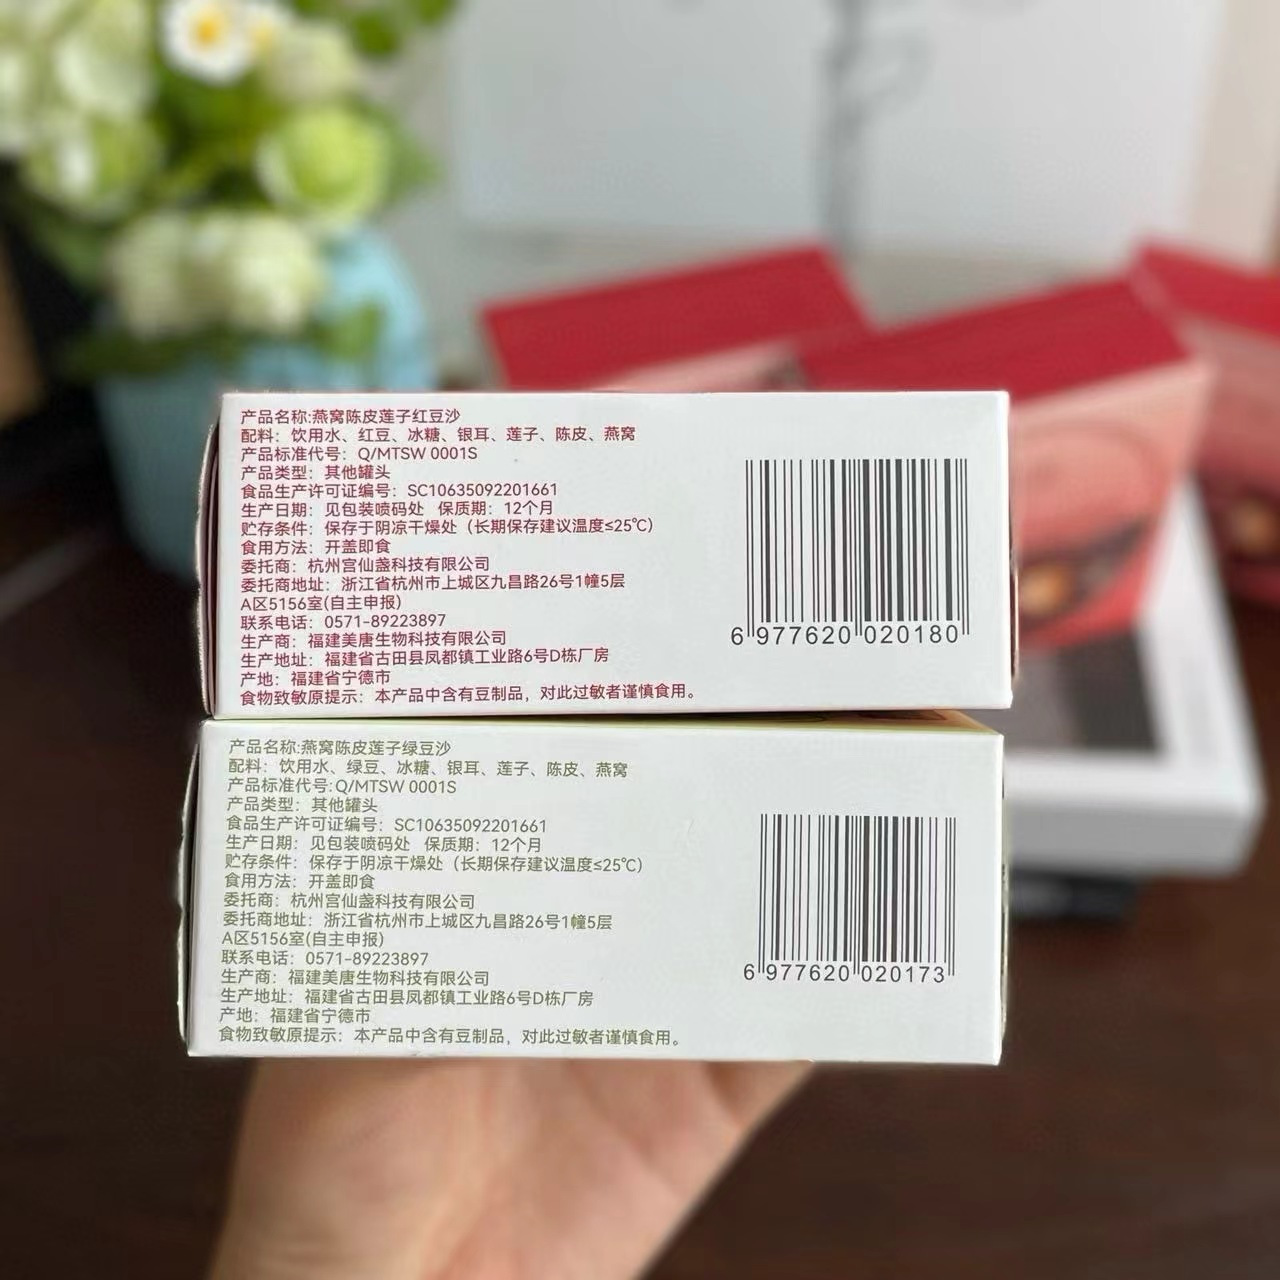 产品名称:燕窝陈皮莲子红豆沙
配料：饮用水、红豆、冰糖、银耳、莲子、陈皮、燕窝
产品标准代号：Q/MTSW 0001S
产品类型：其他罐头
食品生产许可证编号：SC10635092201661
生产日期：见包装喷码处 保质期：12个月
贮存条件：保存于阴凉干燥处（长期保存建议温度≤25℃）
食用方法：开盖即食
委托商：杭州宫仙盏科技有限公司
委托商地址：浙江省杭州市上城区九昌路26号1幢5层
A区5156室(自主申报)
联系电话：0571-89223897
生产商：福建美唐生物科技有限公司
生产地址：福建省古田县凤都镇工业路6号D栋厂房
产地：福建省宁德市
食物致敏原提示：本产品中含有豆制品，对此过敏者谨慎食用。
6 977620 020180
产品名称:燕窝陈皮莲子绿豆沙
配料：饮用水、绿豆、冰糖、银耳、莲子、陈皮、燕窝
产品标准代号:Q/MTSW 0001S
产品类型：其他罐头
食品生产许可证编号：SC10635092201661
生产日期：见包装喷码处 保质期：12个月
贮存条件：保存于阴凉干燥处（长期保存建议温度≤25℃）
食用方法：开盖即食
委托商：杭州宫仙盏科技有限公司
委托商地址：浙江省杭州市上城区九昌路26号1幢5层
A区5156室(自主申报)
联系电话：0571-89223897
生产商：福建美唐生物科技有限公司
生产地址：福建省古田县凤都镇工业路6号D栋厂房
产地：福建省宁德市
食物致敏原提示：本产品中含有豆制品，对此过敏者谨慎食用。
6 977620 020173